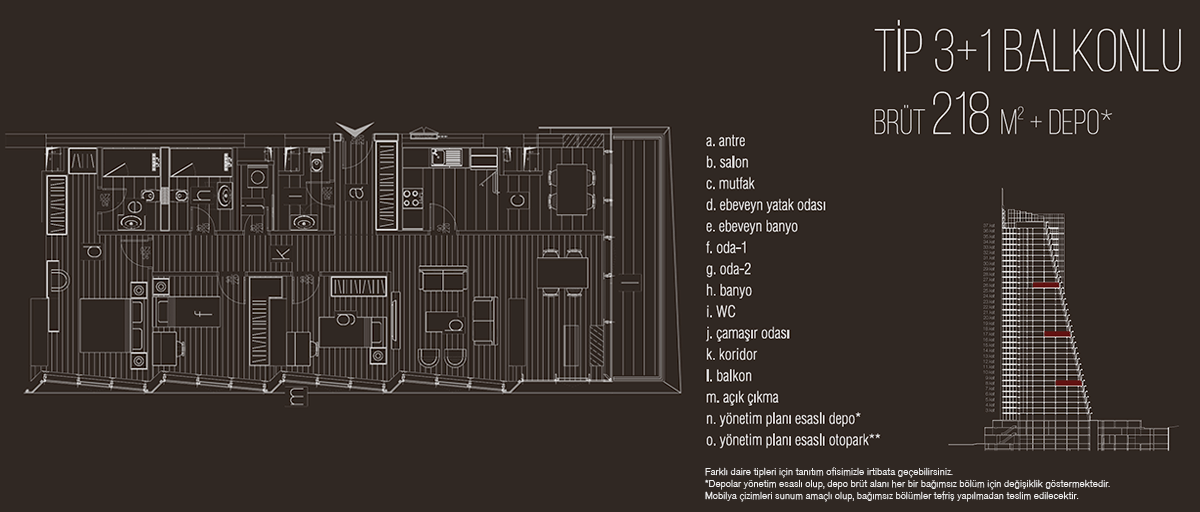 TİP 3+1 BALKONLU
BRÜT 218 M² + DEPO*
a. antre
b. salon
c. mutfak
d. ebeveyn yatak odası
e. ebeveyn banyo
f. oda-1
g. oda-2
h. banyo
i. WC
j. çamaşır odası
k. koridor
l. balkon
m. açık çıkma
n. yönetim planı esaslı depo*
o. yönetim planı esaslı otopark**
Farklı daire tipleri için tanıtım ofisimizle irtibata geçebilirsiniz.
*Depolar yönetim esaslı olup, depo brüt alanı her bir bağımsız bölüm için değişiklik göstermektedir.
Mobilya çizimleri sunum amaçlı olup, bağımsız bölümler tefriş yapılmadan teslim edilecektir.
a
c
e
h
j
i
d
k
l
f
g
b
m